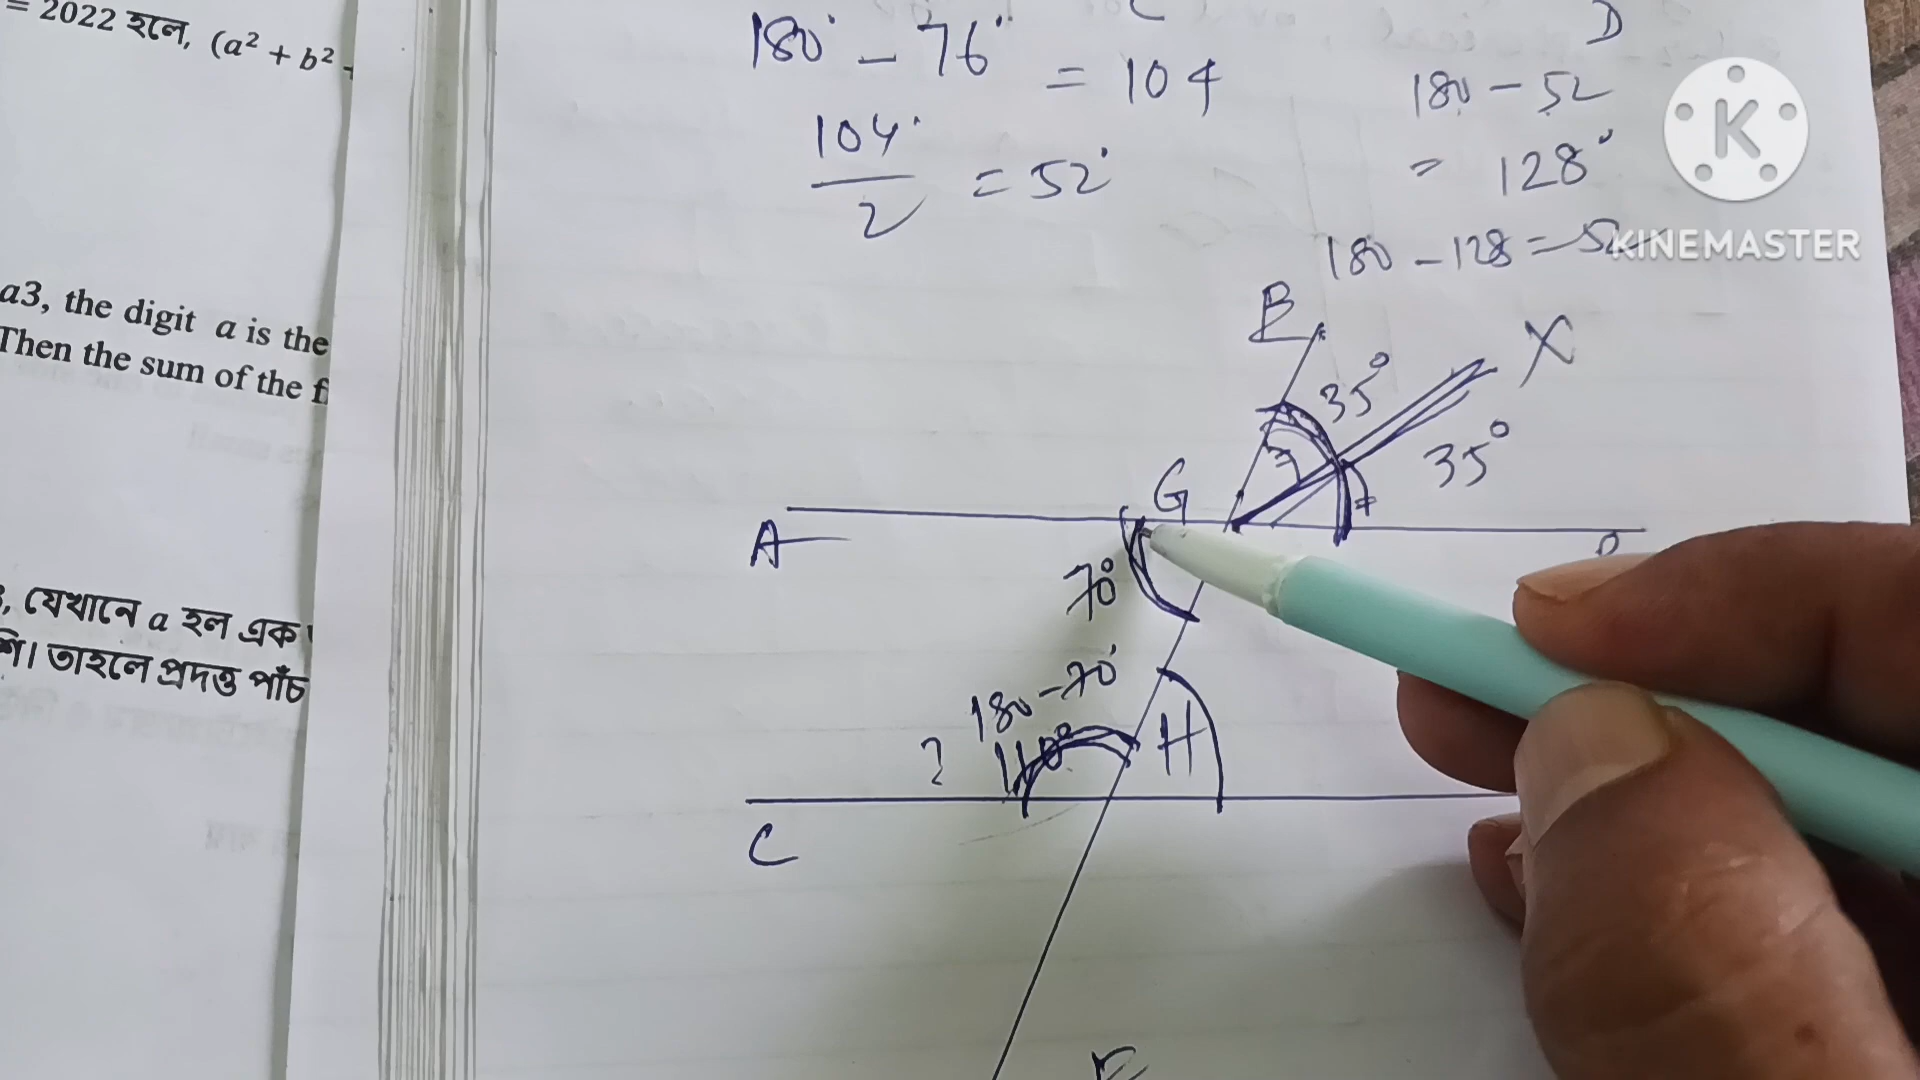 = 2022 হলে, (a² + b² +
a3, the digit a is the
Then the sum of the f
, যেখানে a হল এক
শি। তাহলে প্রদত্ত পাঁচ
180° - 76° = 104
104°/2 = 52°
D
180 - 52
= 128°
180 - 128 = 52
KINEMASTER
K
E
X
35°
35°
G
A
70°
180 - 70°
110°
?
H
C